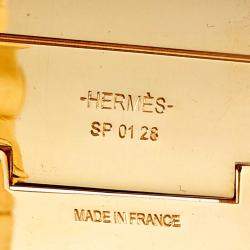 -HERMÈS-
SP 01 28
MADE IN FRANCE